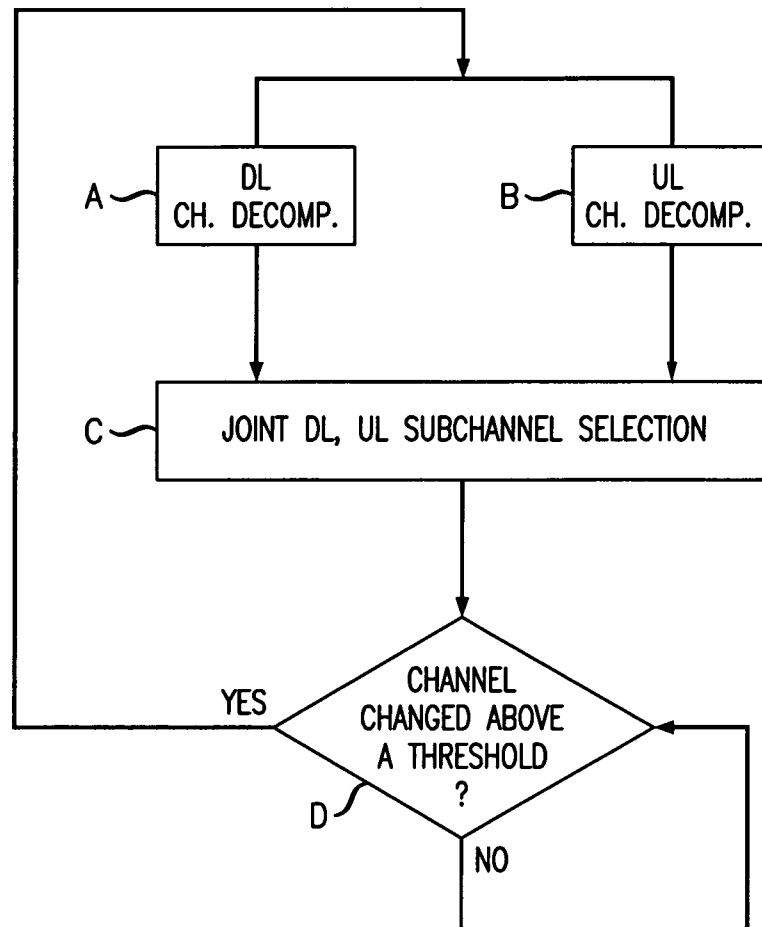 A
DL
CH. DECOMP.
B
UL
CH. DECOMP.
C
JOINT DL, UL SUBCHANNEL SELECTION
YES
CHANNEL
CHANGED ABOVE
A THRESHOLD
?
D
NO